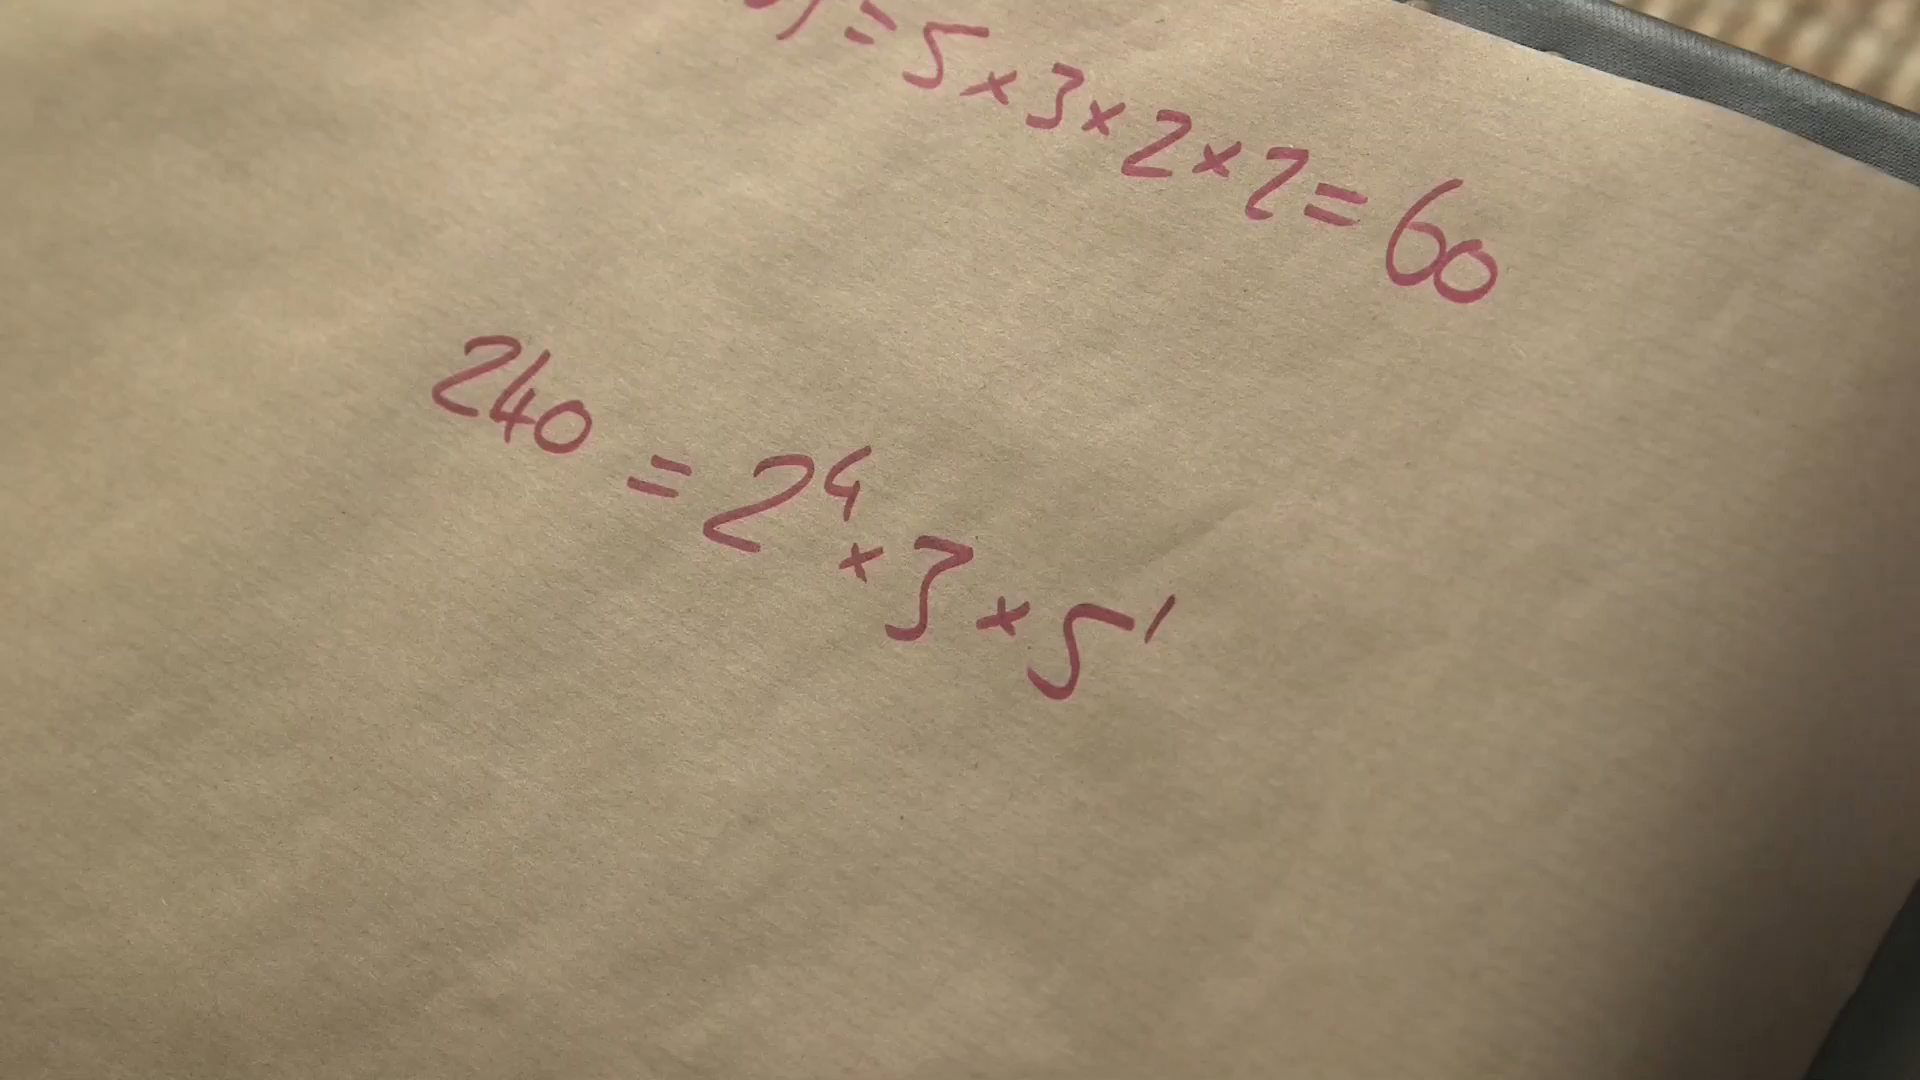 ) = 5 × 3 × 2 × 2 = 60
240 = 2⁴ × 3 × 5¹